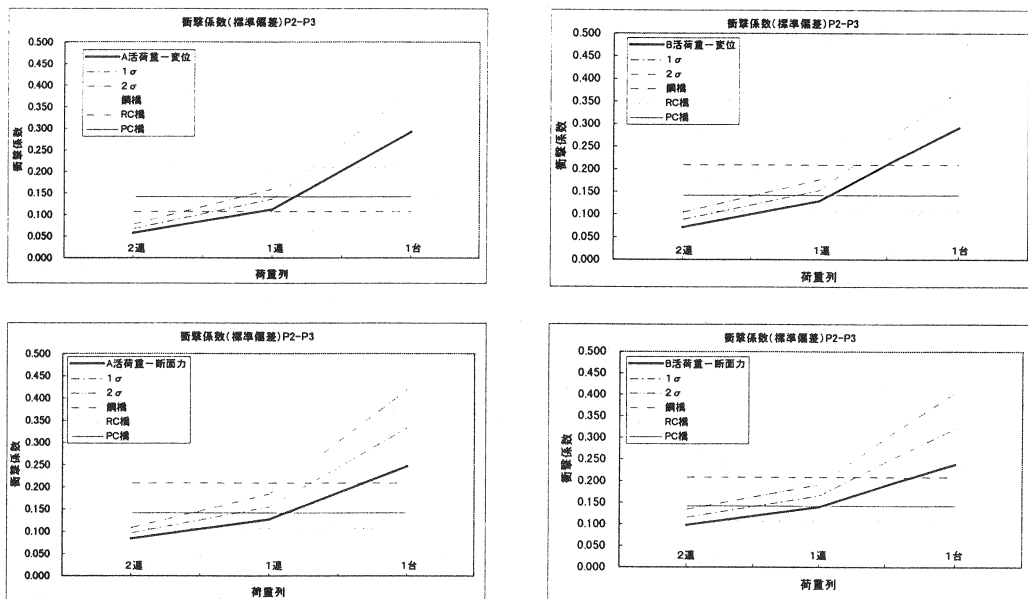 衝撃係数(標準偏差)P2-P3
0.500
0.450
0.400
0.350
0.300
0.250
0.200
0.150
0.100
0.050
0.000
衝撃係数
A活荷重－変位
1σ
2σ
鋼橋
RC橋
PC橋
2連
1連
1台
荷重列
衝撃係数(標準偏差)P2-P3
0.500
0.450
0.400
0.350
0.300
0.250
0.200
0.150
0.100
0.050
0.000
衝撃係数
B活荷重－変位
1σ
2σ
鋼橋
RC橋
PC橋
2連
1連
1台
荷重列
衝撃係数(標準偏差)P2-P3
0.500
0.450
0.400
0.350
0.300
0.250
0.200
0.150
0.100
0.050
0.000
衝撃係数
A活荷重－断面力
1σ
2σ
鋼橋
RC橋
PC橋
2連
1連
1台
荷重列
衝撃係数(標準偏差)P2-P3
0.500
0.450
0.400
0.350
0.300
0.250
0.200
0.150
0.100
0.050
0.000
衝撃係数
B活荷重－断面力
1σ
2σ
鋼橋
RC橋
PC橋
2連
1連
1台
荷重列